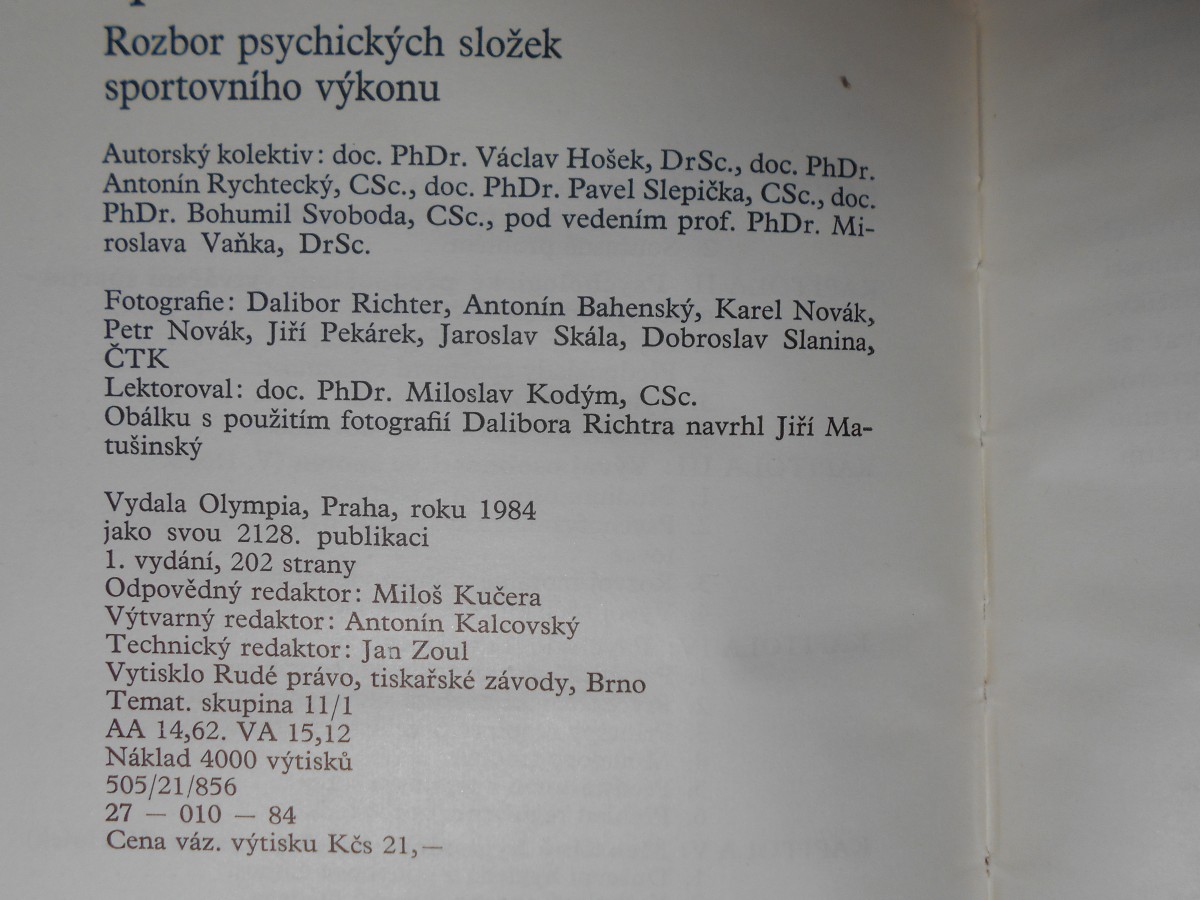 Rozbor psychických složek
sportovního výkonu
Autorský kolektiv: doc. PhDr. Václav Hošek, DrSc., doc. PhDr.
Antonín Rychtecký, CSc., doc. PhDr. Pavel Slepička, CSc., doc.
PhDr. Bohumil Svoboda, CSc., pod vedením prof. PhDr. Mi-
roslava Vaňka, DrSc.
Fotografie: Dalibor Richter, Antonín Bahenský, Karel Novák,
Petr Novák, Jiří Pekárek, Jaroslav Skála, Dobroslav Slanina,
ČTK
Lektoroval: doc. PhDr. Miloslav Kodým, CSc.
Obálku s použitím fotografií Dalibora Richtra navrhl Jiří Ma-
tušinský
Vydala Olympia, Praha, roku 1984
jako svou 2128. publikaci
1. vydání, 202 strany
Odpovědný redaktor: Miloš Kučera
Výtvarný redaktor: Antonín Kalcovský
Technický redaktor: Jan Zoul
Vytisklo Rudé právo, tiskařské závody, Brno
Temat. skupina 11/1
AA 14,62. VA 15,12
Náklad 4000 výtisků
505/21/856
27 — 010 — 84
Cena váz. výtisku Kčs 21,—